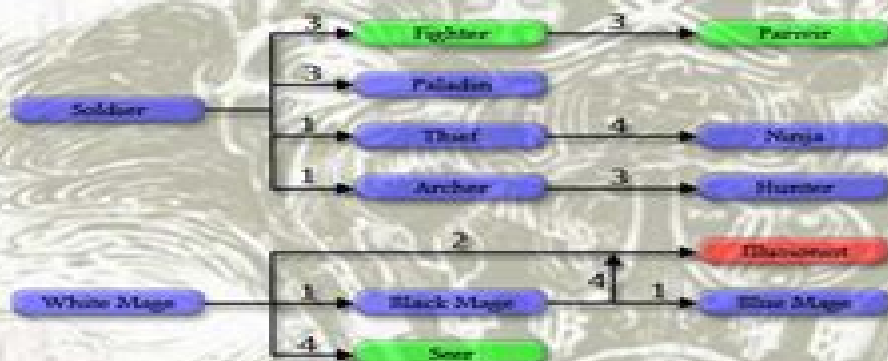 3 Fighter 3 Parivir
3 Paladin
Soldier
1 Thief 4 Ninja
1 Archer 3 Hunter
2 Illusionist
4
White Mage 1 Black Mage 1 Blue Mage
4 Seer